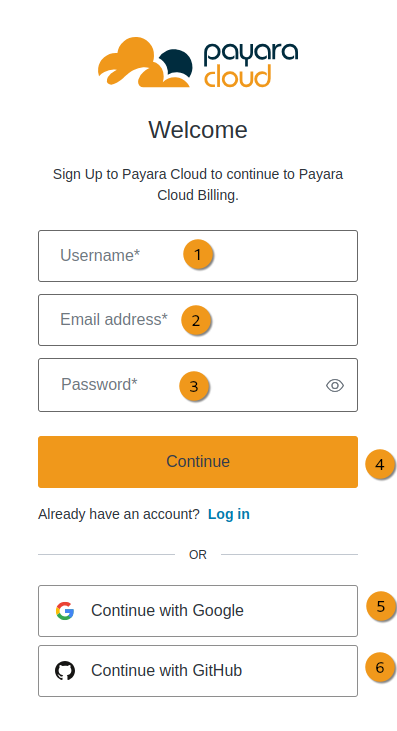 payara
cloud
Welcome
Sign Up to Payara Cloud to continue to Payara
Cloud Billing.
Username* 1
Email address* 2
Password* 3
Continue 4
Already have an account? Log in
OR
Continue with Google 5
Continue with GitHub 6